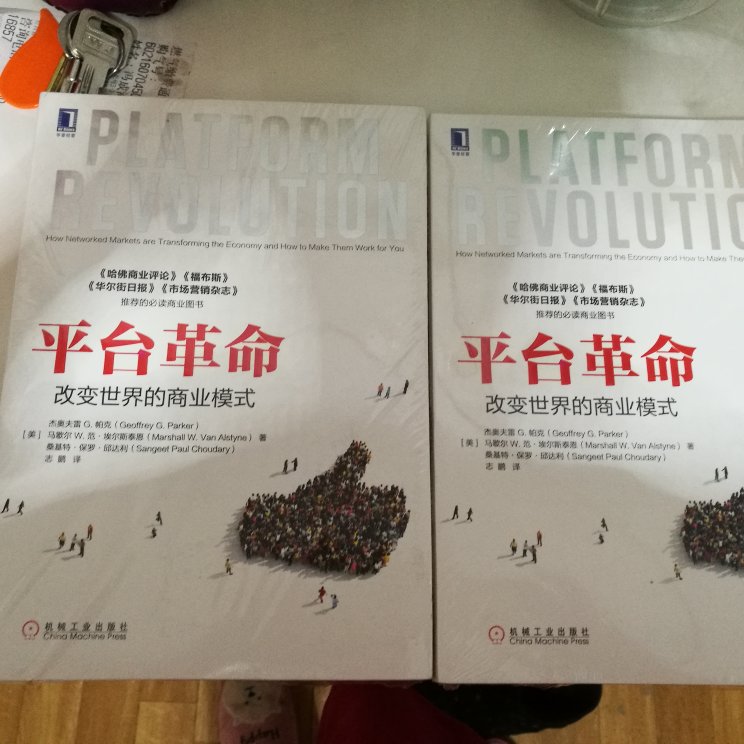 16857
6021607045
PLATFORM
REVOLUTION
How Networked Markets are Transforming the Economy and How to Make Them Work for You
《哈佛商业评论》《福布斯》
《华尔街日报》《市场营销杂志》
推荐的必读商业图书
平台革命
改变世界的商业模式
杰奥夫雷 G. 帕克(Geoffrey G. Parker)
[美] 马歇尔 W. 范·埃尔斯泰恩(Marshall W. Van Alstyne) 著
桑基特·保罗·邱达利(Sangeet Paul Choudary)
志鹏 译
机械工业出版社
China Machine Press
PLATFORM
REVOLUTIO
How Networked Markets are Transforming the Economy and How to Make The
《哈佛商业评论》《福布斯》
《华尔街日报》《市场营销杂志》
推荐的必读商业图书
平台革命
改变世界的商业模式
杰奥夫雷 G. 帕克(Geoffrey G. Parker)
[美] 马歇尔 W. 范·埃尔斯泰恩(Marshall W. Van Alstyne) 著
桑基特·保罗·邱达利(Sangeet Paul Choudary)
志鹏 译
机械工业出版社
China Machine Press
Happy